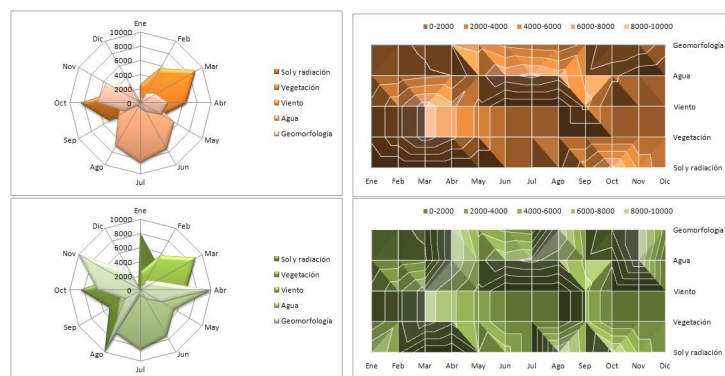 Ene
Feb
Mar
Abr
May
Jun
Jul
Ago
Sep
Oct
Nov
Dic
10000
8000
6000
4000
2000
0
Sol y radiación
Vegetación
Viento
Agua
Geomorfología
0-2000 2000-4000 4000-6000 6000-8000 8000-10000
Geomorfología
Agua
Viento
Vegetación
Sol y radiación
Ene Feb Mar Abr May Jun Jul Ago Sep Oct Nov Dic
Ene
Feb
Mar
Abr
May
Jun
Jul
Ago
Sep
Oct
Nov
Dic
10000
8000
6000
4000
2000
0
Sol y radiación
Vegetación
Viento
Agua
Geomorfología
0-2000 2000-4000 4000-6000 6000-8000 8000-10000
Geomorfología
Agua
Viento
Vegetación
Sol y radiación
Ene Feb Mar Abr May Jun Jul Ago Sep Oct Nov Dic